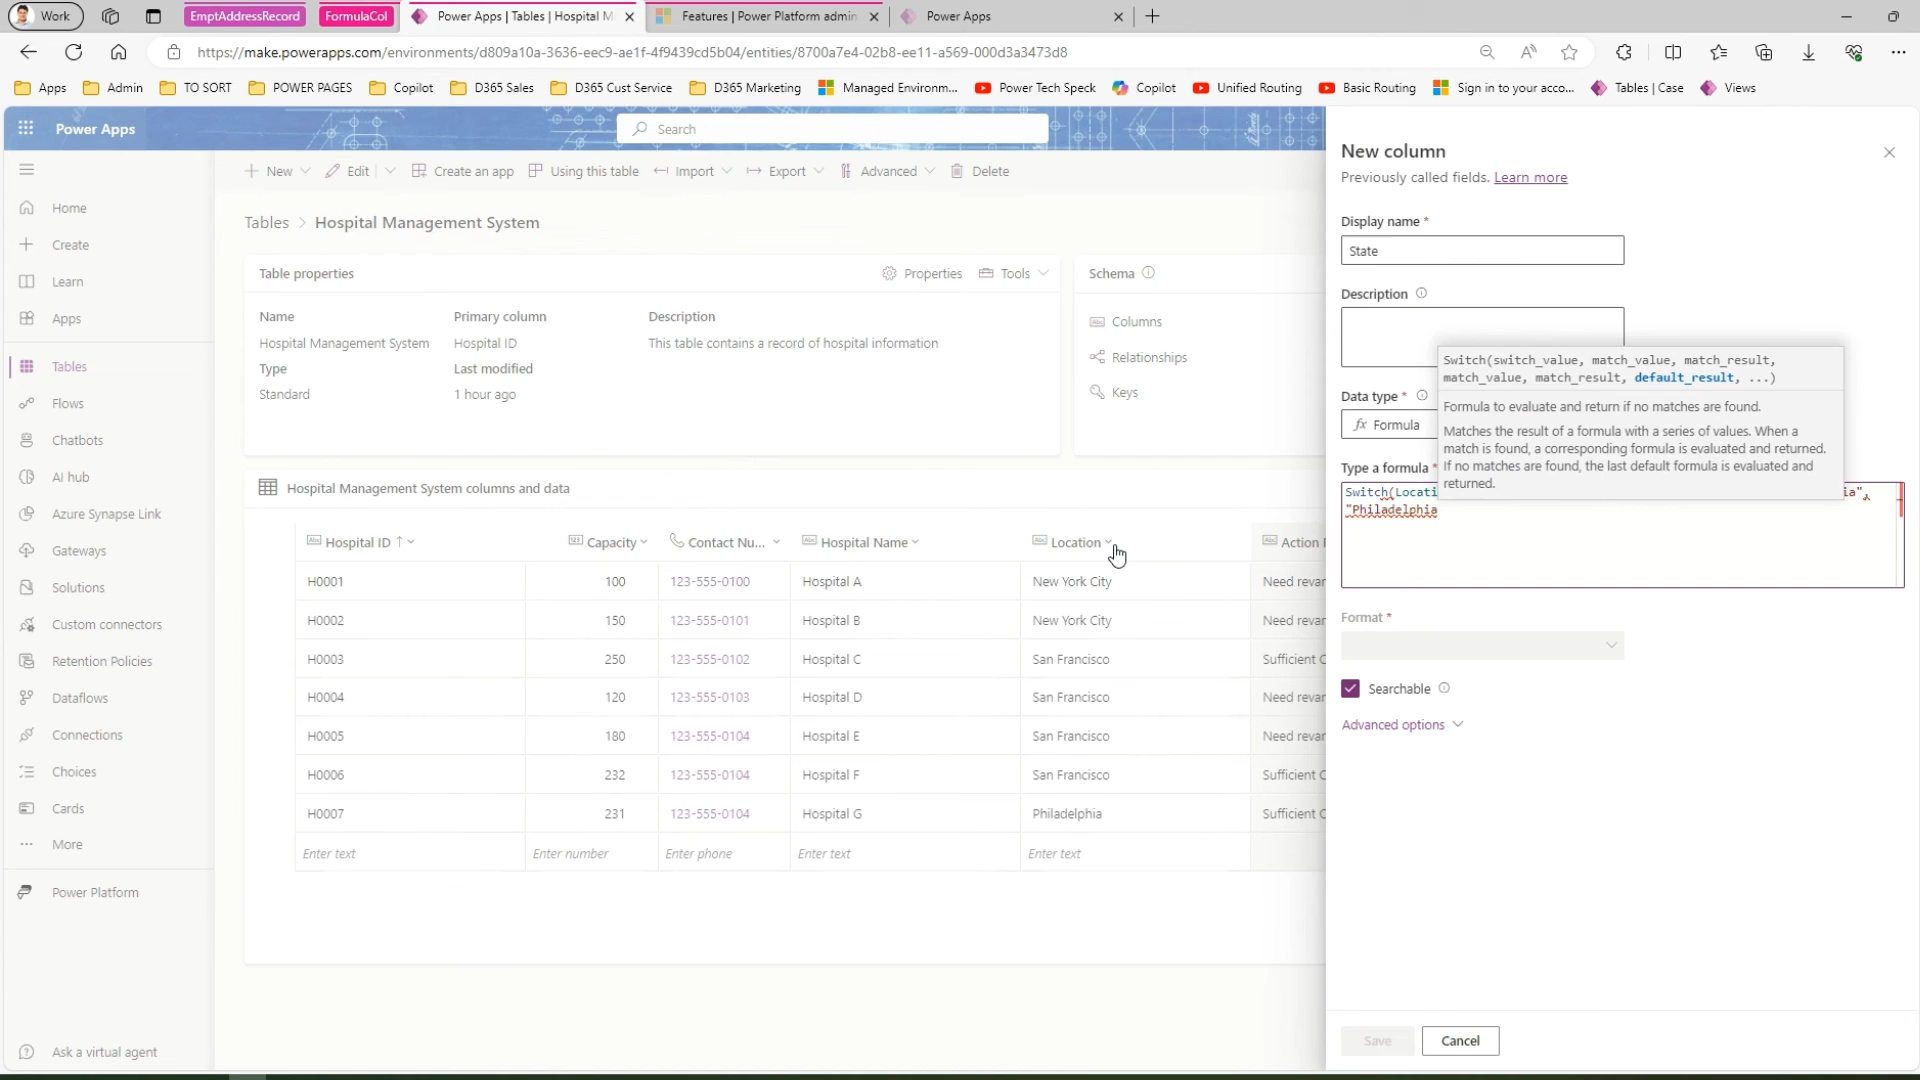 Work
EmptAddressRecord
FormulaCol
Power Apps | Tables | Hospital M
Features | Power Platform admin
Power Apps
https://make.powerapps.com/environments/d809a10a-3636-eec9-ae1f-4f9439cd5b04/entities/8700a7e4-02b8-ee11-a569-000d3a3473d8
Apps
Admin
TO SORT
POWER PAGES
Copilot
D365 Sales
D365 Cust Service
D365 Marketing
Managed Environm...
Power Tech Speck
Copilot
Unified Routing
Basic Routing
Sign in to your acco...
Tables | Case
Views
Power Apps
Search
Home
Create
Learn
Apps
Tables
Flows
Chatbots
AI hub
Azure Synapse Link
Gateways
Solutions
Custom connectors
Retention Policies
Dataflows
Connections
Choices
Cards
More
Power Platform
Ask a virtual agent
New
Edit
Create an app
Using this table
Import
Export
Advanced
Delete
Tables > Hospital Management System
Table properties
Properties
Tools
Name
Primary column
Description
Hospital Management System
Hospital ID
This table contains a record of hospital information
Type
Last modified
Standard
1 hour ago
Schema
Columns
Relationships
Keys
Hospital Management System columns and data
Hospital ID ↑ Capacity Contact Nu... Hospital Name Location Action
H0001 100 123-555-0100 Hospital A New York City Need
H0002 150 123-555-0101 Hospital B New York City Need
H0003 250 123-555-0102 Hospital C San Francisco Sufficient
H0004 120 123-555-0103 Hospital D San Francisco Need
H0005 180 123-555-0104 Hospital E San Francisco Need
H0006 232 123-555-0104 Hospital F San Francisco Sufficient
H0007 231 123-555-0104 Hospital G Philadelphia Sufficient
Enter text Enter number Enter phone Enter text Enter text
New column
Previously called fields. Learn more
Display name *
State
Description
Switch(switch_value, match_value, match_result,
match_value, match_result, default_result, ...)
Formula to evaluate and return if no matches are found.
Matches the result of a formula with a series of values. When a
match is found, a corresponding formula is evaluated and returned.
If no matches are found, the last default formula is evaluated and
returned.
Data type *
fx Formula
Type a formula *
Switch(Locati ia",
"Philadelphia
Format *
Searchable
Advanced options
Save
Cancel